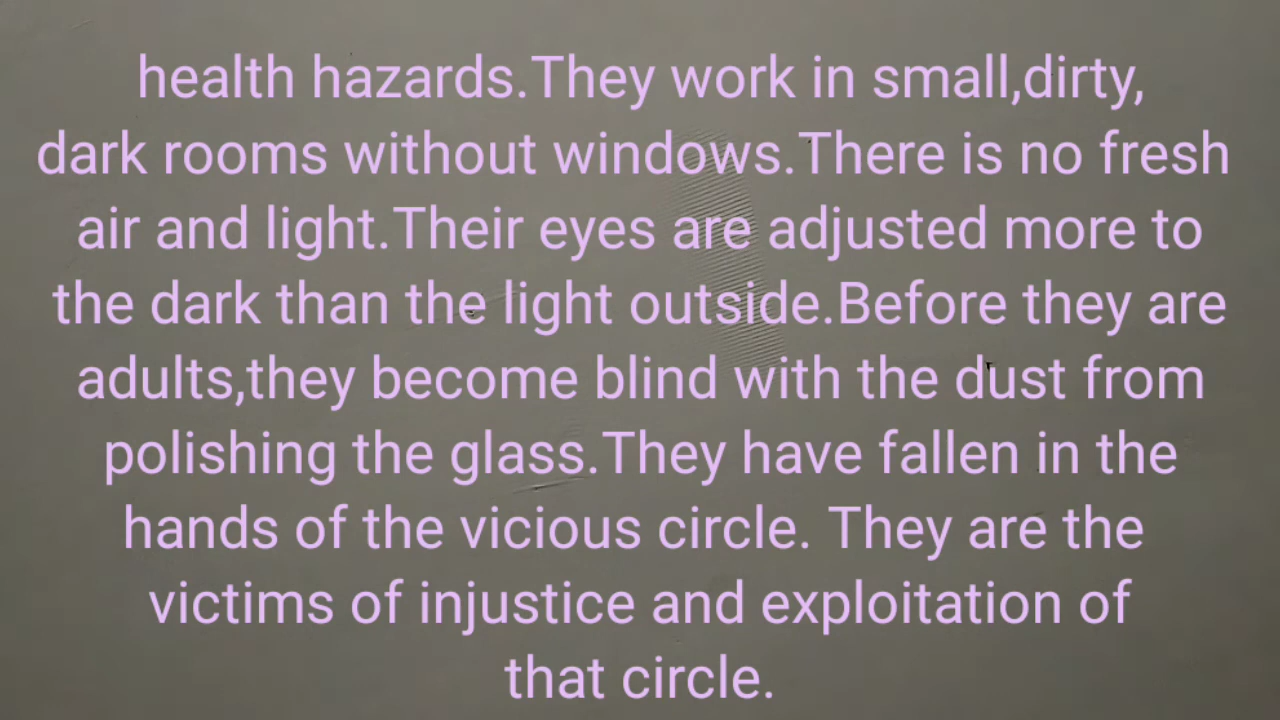 health hazards.They work in small,dirty,
dark rooms without windows.There is no fresh
air and light.Their eyes are adjusted more to
the dark than the light outside.Before they are
adults,they become blind with the dust from
polishing the glass.They have fallen in the
hands of the vicious circle. They are the
victims of injustice and exploitation of
that circle.